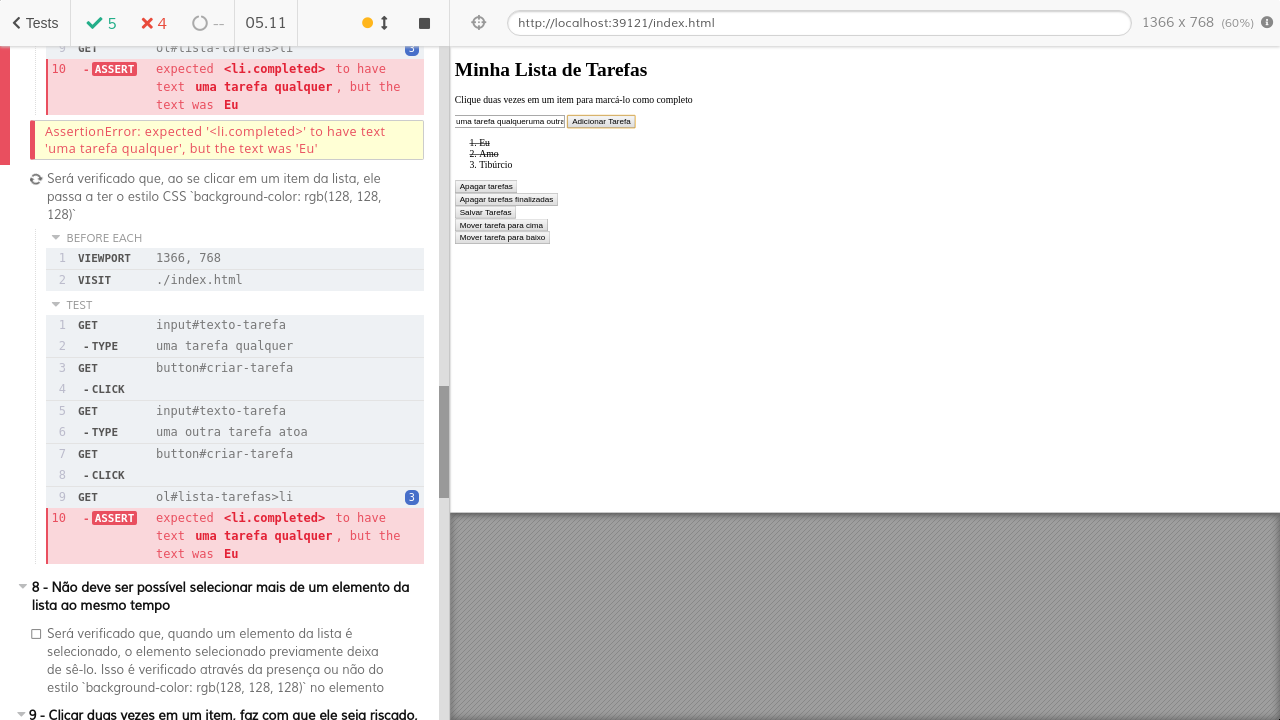 Tests
5
4
--
05.11
http://localhost:39121/index.html
1366 x 768 (60%)
9 GET ol#lista-tarefas>li 3
10 - ASSERT expected <li.completed> to have
text uma tarefa qualquer , but the
text was Eu
AssertionError: expected '<li.completed>' to have text
'uma tarefa qualquer', but the text was 'Eu'
Será verificado que, ao se clicar em um item da lista, ele
passa a ter o estilo CSS `background-color: rgb(128, 128,
128)`
BEFORE EACH
1 VIEWPORT 1366, 768
2 VISIT ./index.html
TEST
1 GET input#texto-tarefa
2 - TYPE uma tarefa qualquer
3 GET button#criar-tarefa
4 - CLICK
5 GET input#texto-tarefa
6 - TYPE uma outra tarefa atoa
7 GET button#criar-tarefa
8 - CLICK
9 GET ol#lista-tarefas>li 3
10 - ASSERT expected <li.completed> to have
text uma tarefa qualquer , but the
text was Eu
8 - Não deve ser possível selecionar mais de um elemento da
lista ao mesmo tempo
Será verificado que, quando um elemento da lista é
selecionado, o elemento selecionado previamente deixa
de sê-lo. Isso é verificado através da presença ou não do
estilo `background-color: rgb(128, 128, 128)` no elemento
9 - Clicar duas vezes em um item, faz com que ele seja riscado,
Minha Lista de Tarefas
Clique duas vezes em um item para marcá-lo como completo
uma tarefa qualqueruma outra Adicionar Tarefa
1. Eu
2. Amo
3. Tibúrcio
Apagar tarefas
Apagar tarefas finalizadas
Salvar Tarefas
Mover tarefa para cima
Mover tarefa para baixo